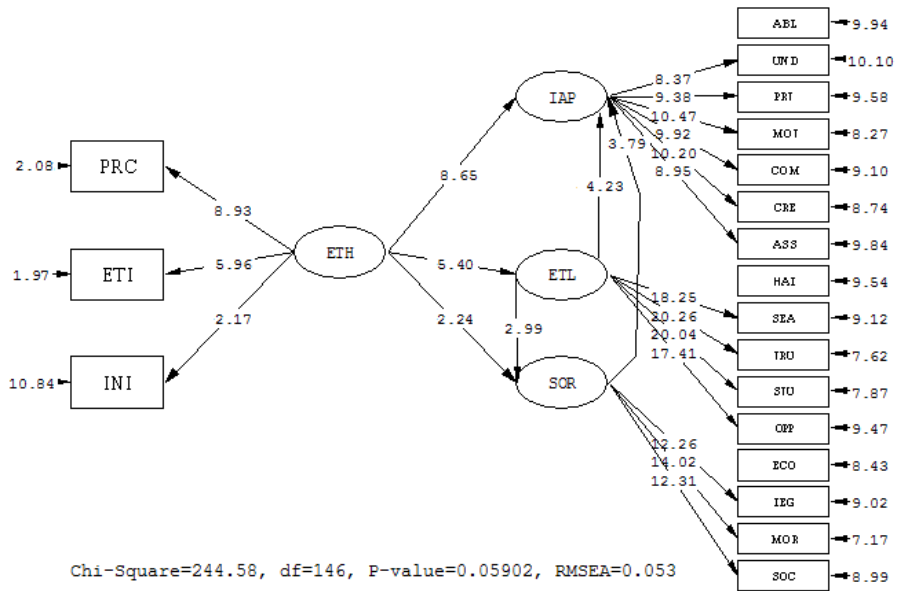 ABL
9.94
UND
10.10
8.37
IAP
9.38
PRI
9.58
10.47
9.92
MOI
8.27
3.79
10.20
2.08
PRC
COM
9.10
8.65
8.95
4.23
CRE
8.74
8.93
ETH
ASS
9.84
1.97
ETI
5.96
5.40
ETL
HAI
9.54
18.25
SEA
9.12
2.17
2.24
2.99
20.26
20.04
IRU
7.62
17.41
10.84
INI
SOR
SIU
7.87
OPP
9.47
12.26
14.02
ECO
8.43
12.31
IEG
9.02
MOR
7.17
Chi-Square=244.58, df=146, P-value=0.05902, RMSEA=0.053
SOC
8.99